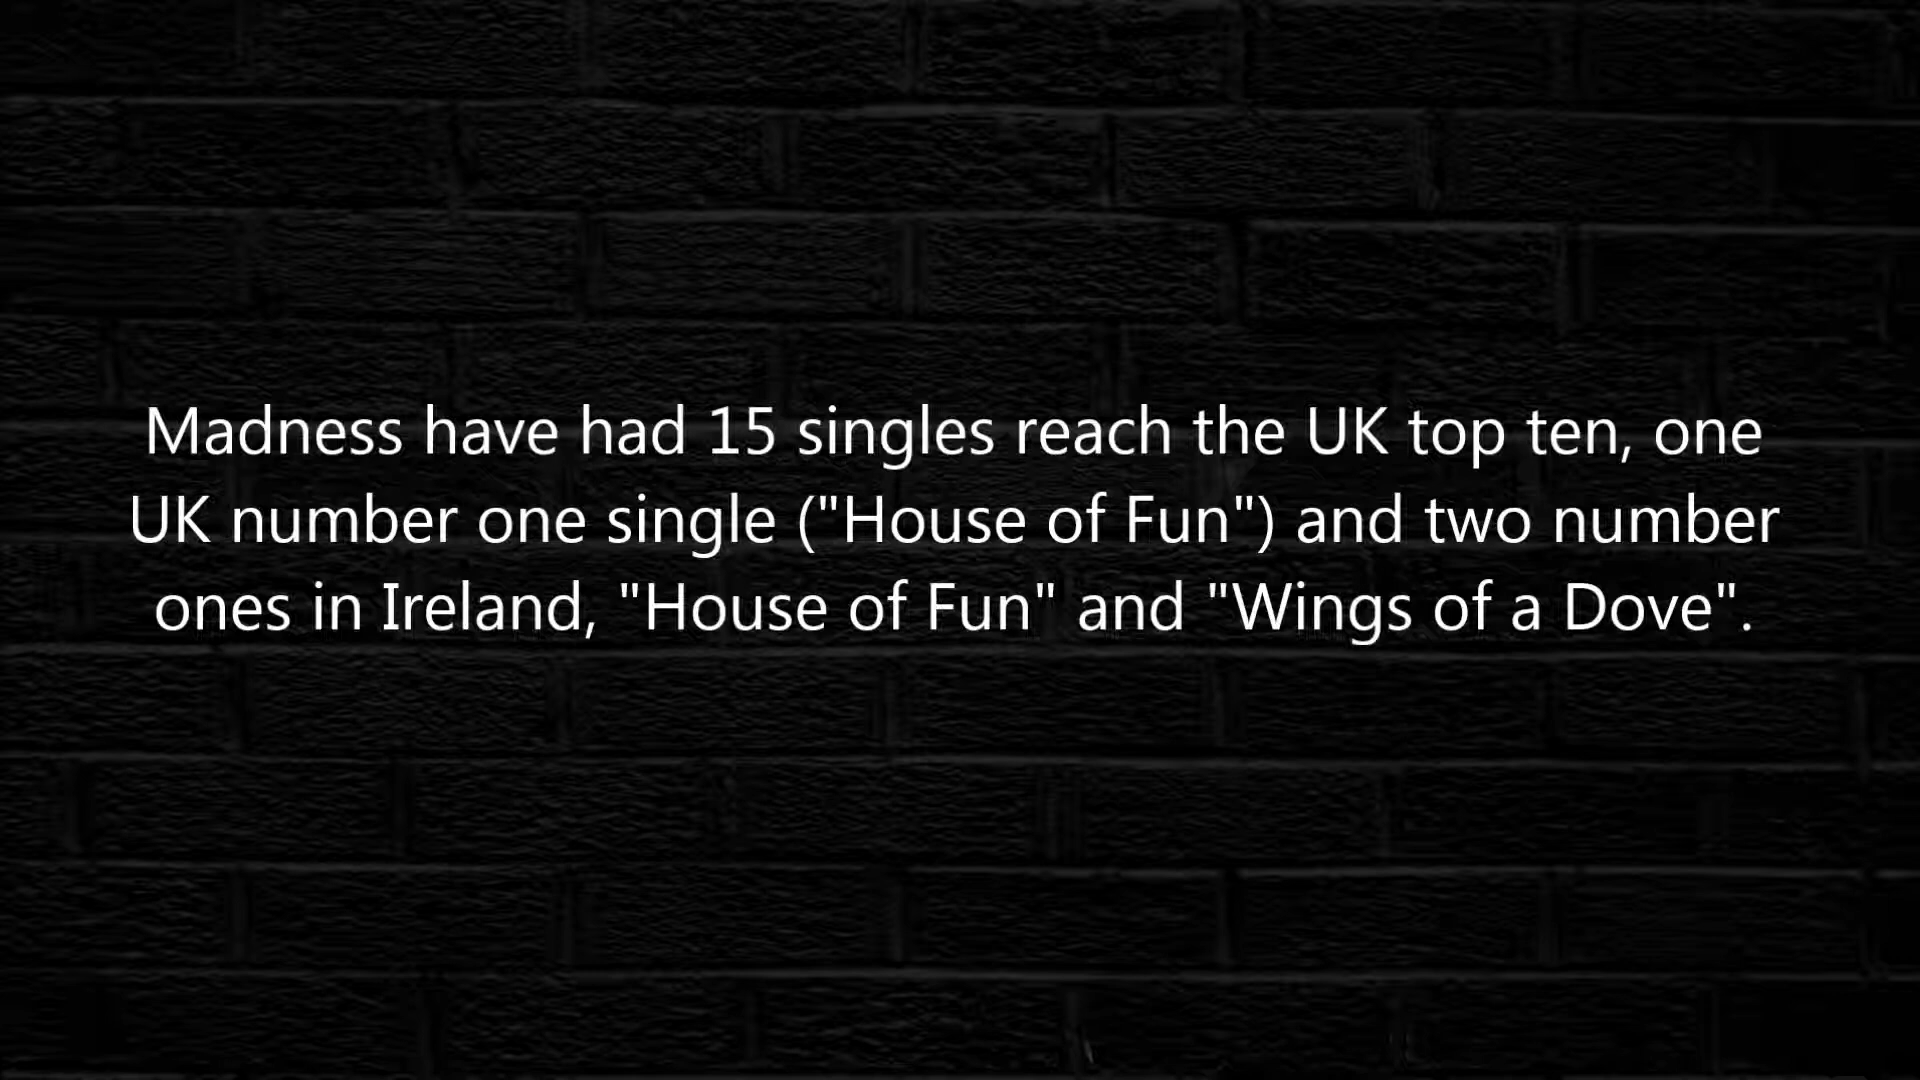 Madness have had 15 singles reach the UK top ten, one
UK number one single ("House of Fun") and two number
ones in Ireland, "House of Fun" and "Wings of a Dove".